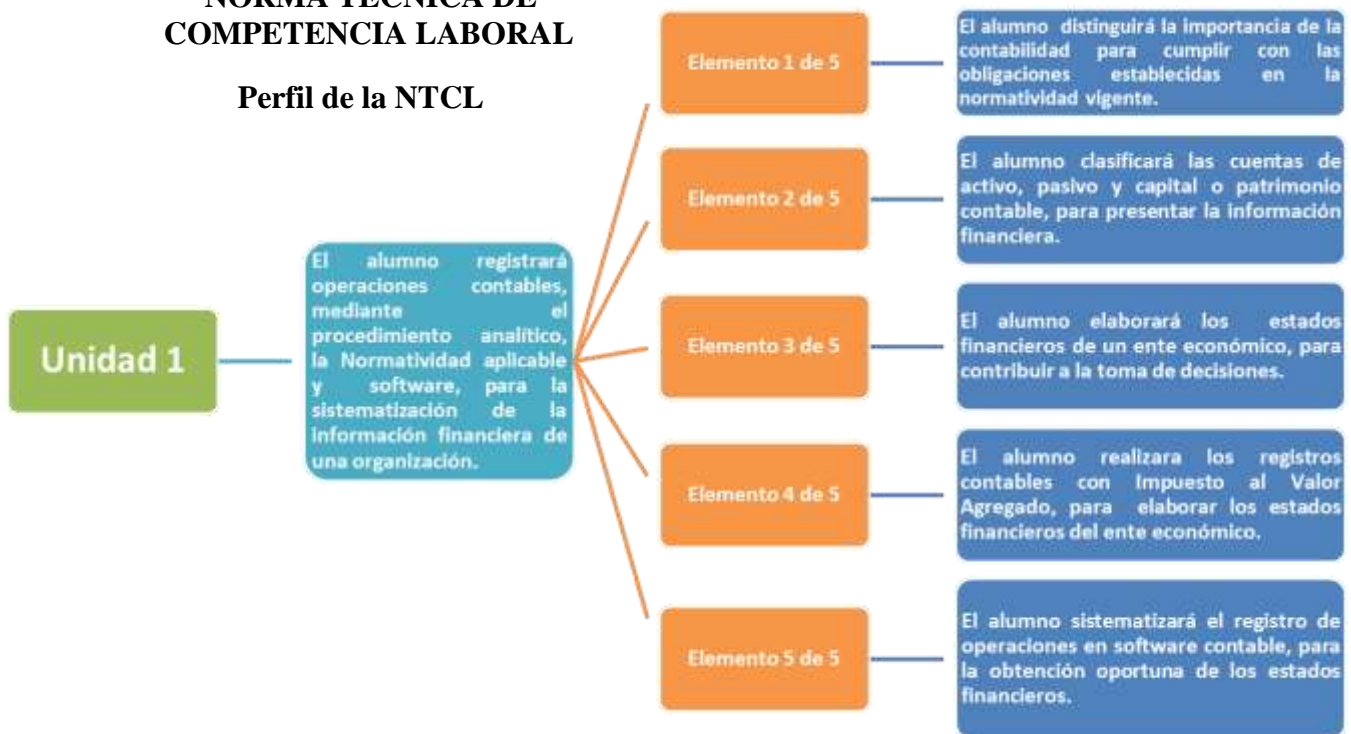 NORMA TÉCNICA DE
COMPETENCIA LABORAL
Perfil de la NTCL
Unidad 1
El alumno registrará
operaciones contables,
mediante el
procedimiento analítico,
la Normatividad aplicable
y software, para la
sistematización de la
información financiera de
una organización.
Elemento 1 de 5
El alumno distinguirá la importancia de la
contabilidad para cumplir con las
obligaciones establecidas en la
normatividad vigente.
Elemento 2 de 5
El alumno clasificará las cuentas de
activo, pasivo y capital o patrimonio
contable, para presentar la información
financiera.
Elemento 3 de 5
El alumno elaborará los estados
financieros de un ente económico, para
contribuir a la toma de decisiones.
Elemento 4 de 5
El alumno realizara los registros
contables con Impuesto al Valor
Agregado, para elaborar los estados
financieros del ente económico.
Elemento 5 de 5
El alumno sistematizará el registro de
operaciones en software contable, para
la obtención oportuna de los estados
financieros.